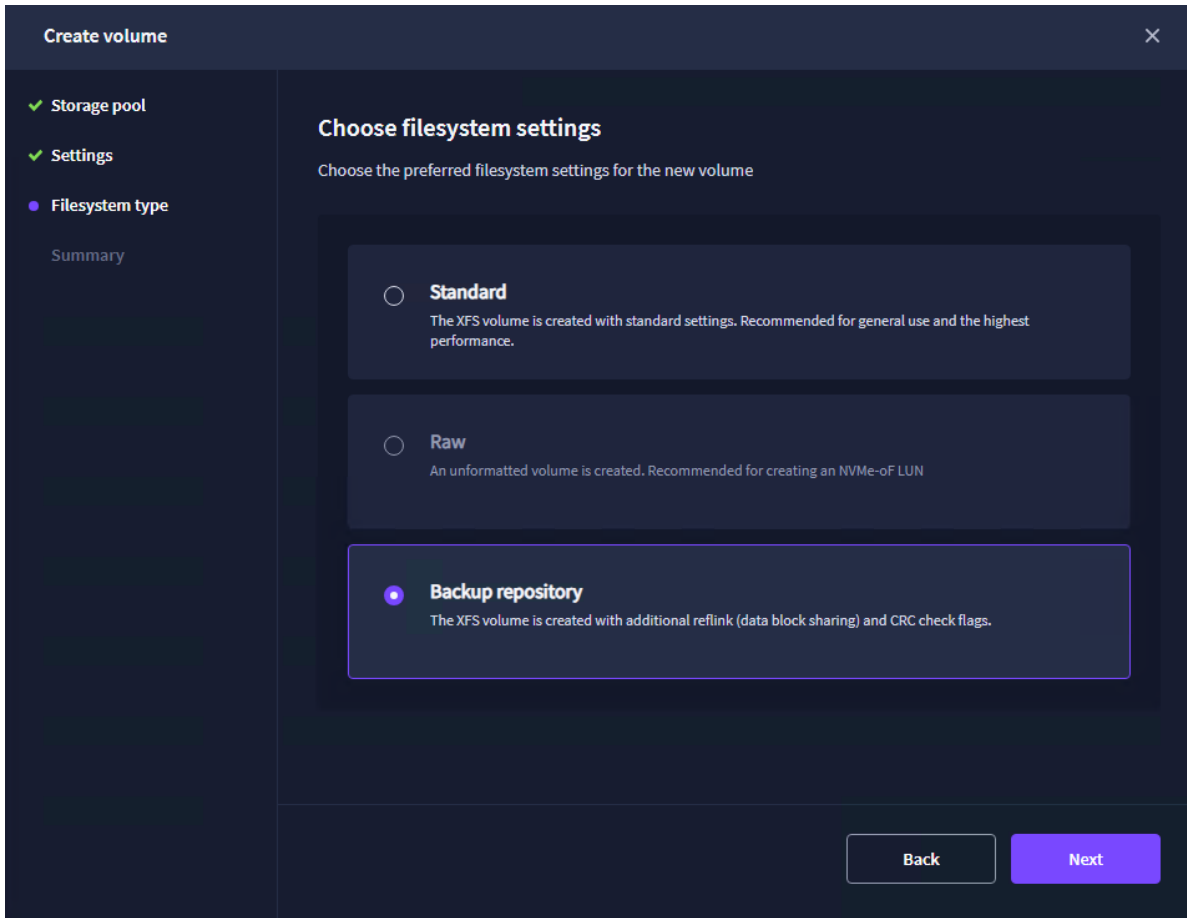 Create volume
Storage pool
Settings
Filesystem type
Summary
Choose filesystem settings
Choose the preferred filesystem settings for the new volume
Standard
The XFS volume is created with standard settings. Recommended for general use and the highest
performance.
Raw
An unformatted volume is created. Recommended for creating an NVMe-oF LUN
Backup repository
The XFS volume is created with additional reflink (data block sharing) and CRC check flags.
Back
Next